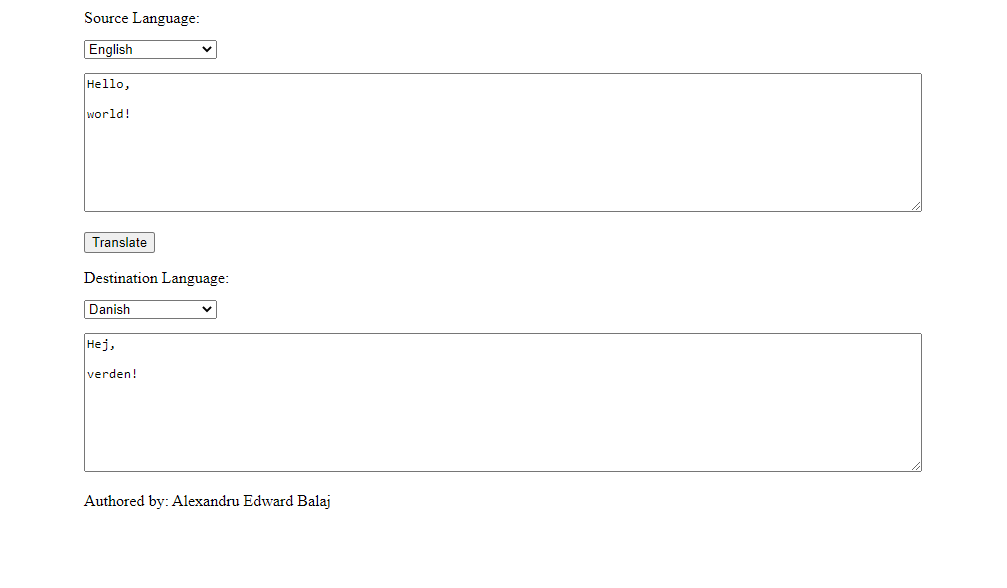 Source Language:
English
Hello,
world!
Translate
Destination Language:
Danish
Hej,
verden!
Authored by: Alexandru Edward Balaj